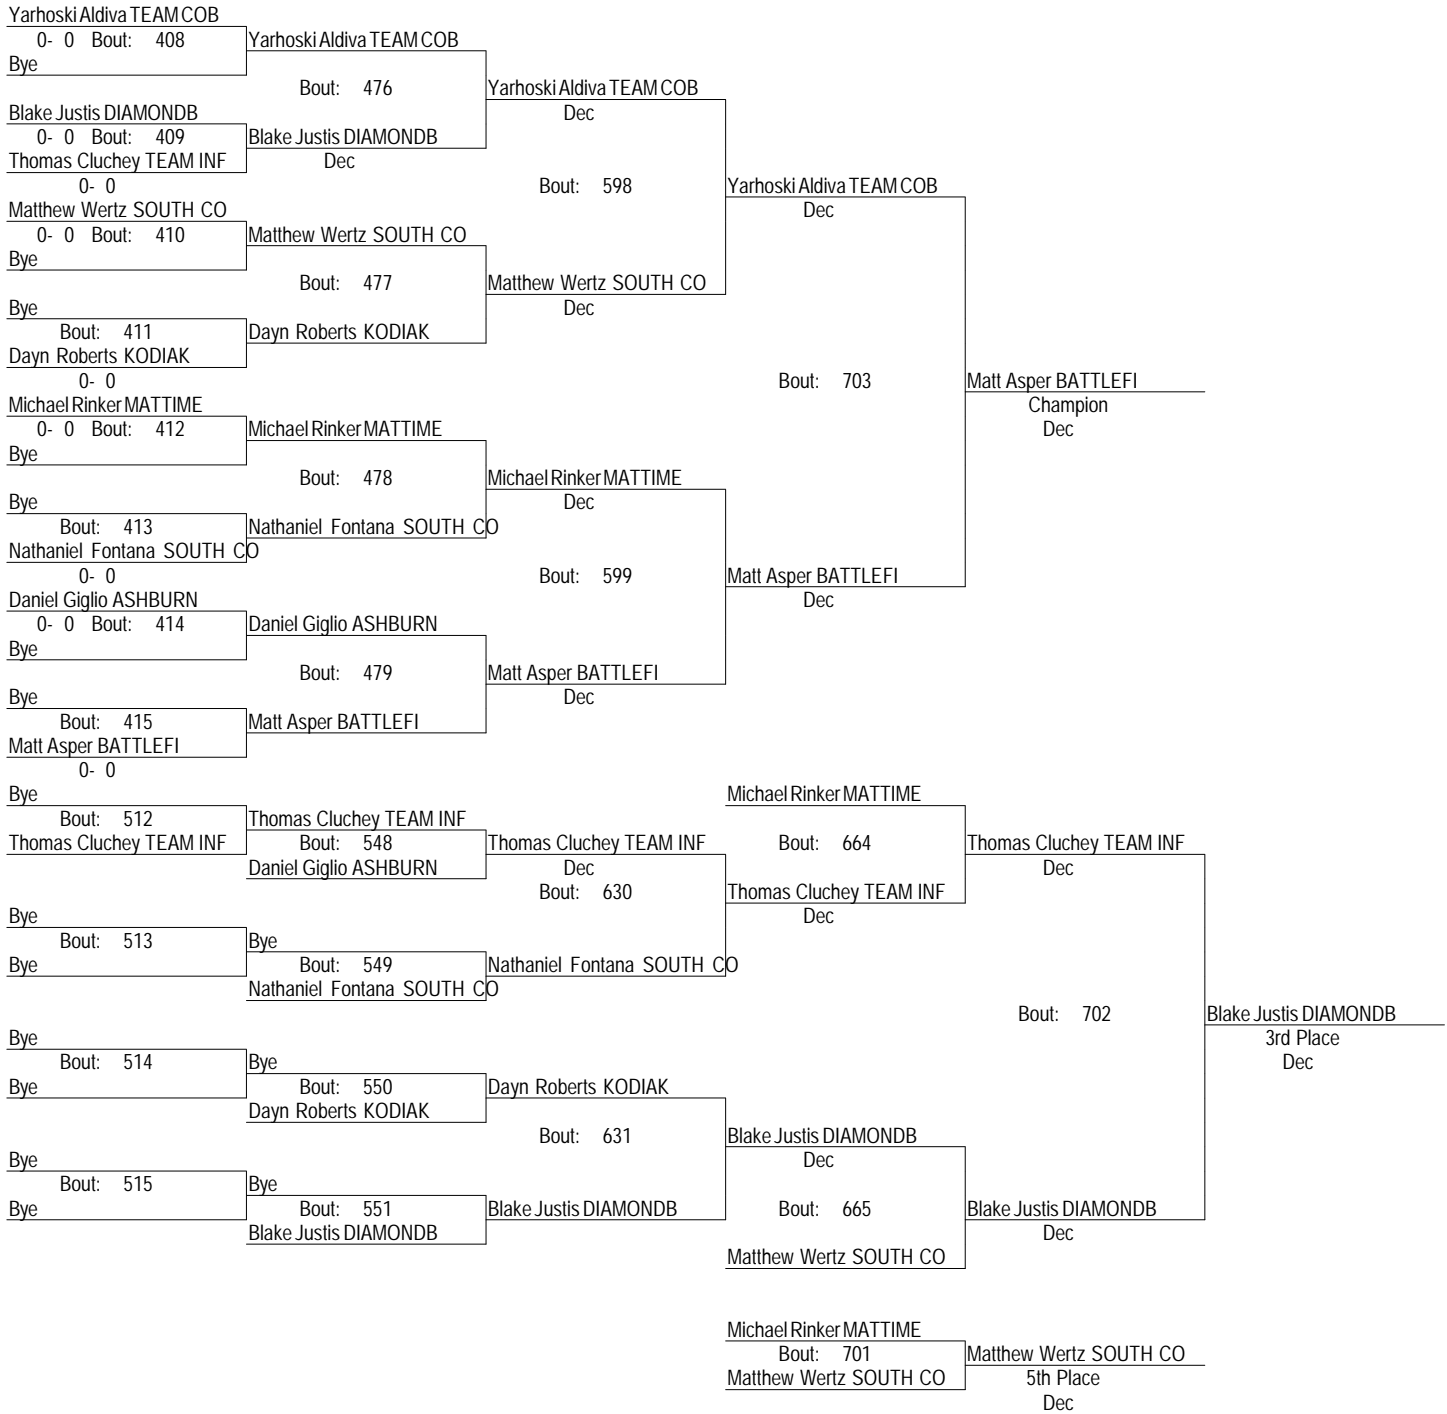 Yarhoski Aldiva TEAM COB
0- 0 Bout: 408 Yarhoski Aldiva TEAM COB
Bye
Bout: 476 Yarhoski Aldiva TEAM COB
Blake Justis DIAMONDB Dec
0- 0 Bout: 409 Blake Justis DIAMONDB
Thomas Cluchey TEAM INF Dec
0- 0 Bout: 598 Yarhoski Aldiva TEAM COB
Matthew Wertz SOUTH CO Dec
0- 0 Bout: 410 Matthew Wertz SOUTH CO
Bye
Bout: 477 Matthew Wertz SOUTH CO
Bye Dec
Bout: 411 Dayn Roberts KODIAK
Dayn Roberts KODIAK
0- 0 Bout: 703 Matt Asper BATTLEFI
Michael Rinker MATTIME Champion
0- 0 Bout: 412 Michael Rinker MATTIME Dec
Bye
Bout: 478 Michael Rinker MATTIME
Bye Dec
Bout: 413 Nathaniel Fontana SOUTH CO
Nathaniel Fontana SOUTH CO
0- 0 Bout: 599 Matt Asper BATTLEFI
Daniel Giglio ASHBURN Dec
0- 0 Bout: 414 Daniel Giglio ASHBURN
Bye
Bout: 479 Matt Asper BATTLEFI
Bye Dec
Bout: 415 Matt Asper BATTLEFI
Matt Asper BATTLEFI
0- 0
Bye Michael Rinker MATTIME
Bout: 512 Thomas Cluchey TEAM INF
Thomas Cluchey TEAM INF Bout: 548 Thomas Cluchey TEAM INF Bout: 664 Thomas Cluchey TEAM INF
Daniel Giglio ASHBURN Dec Dec
Bout: 630 Thomas Cluchey TEAM INF
Bye Dec
Bout: 513 Bye
Bye Bout: 549 Nathaniel Fontana SOUTH CO
Nathaniel Fontana SOUTH CO
Bout: 702 Blake Justis DIAMONDB
Bye 3rd Place
Bout: 514 Bye Dec
Bye Bout: 550 Dayn Roberts KODIAK
Dayn Roberts KODIAK
Bout: 631 Blake Justis DIAMONDB
Bye Dec
Bout: 515 Bye
Bye Bout: 551 Blake Justis DIAMONDB Bout: 665 Blake Justis DIAMONDB
Blake Justis DIAMONDB Dec
Matthew Wertz SOUTH CO
Michael Rinker MATTIME
Bout: 701 Matthew Wertz SOUTH CO
Matthew Wertz SOUTH CO 5th Place
Dec